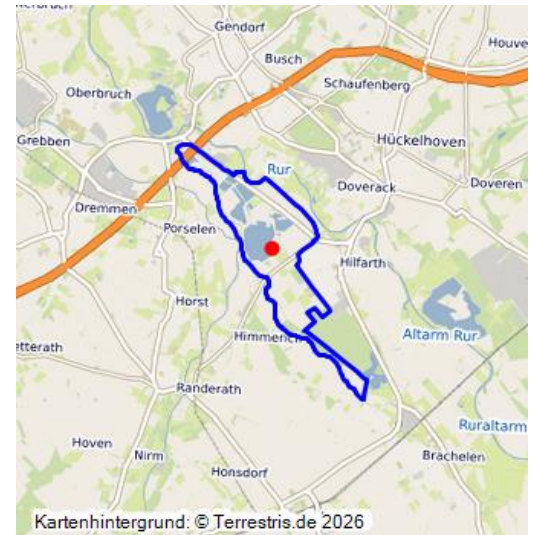 Gendorf
Houve
Busch
Schaufenberg
Oberbruch
Grebben
Hückelhoven
Rur
Doverack
Doveren
Dremmen
Porselen
Hilfarth
Horst
Himmerich
Altarm Rur
etterath
Randerath
Ruraltarm
Hoven
Nirm
Brachelen
Honsdorf
Kartenhintergrund: © Terrestris.de 2026